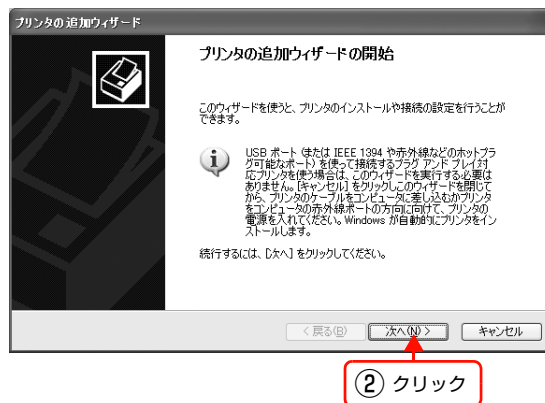 プリンタの追加ウィザード
プリンタの追加ウィザードの開始
このウィザードを使うと、プリンタのインストールや接続の設定を行うことが
できます。
USB ポート (または IEEE 1394 や赤外線などのホットプラ
グ可能なポート) を使って接続するプラグ アンド プレイ対
応プリンタを使う場合は、このウィザードを実行する必要は
ありません。[キャンセル] をクリックしこのウィザードを閉じて
から、プリンタのケーブルをコンピュータに差し込むかプリンタ
をコンピュータの赤外線ポートの方向に向けて、プリンタの
電源を入れてください。Windows が自動的にプリンタをイン
ストールします。
続行するには、[次へ] をクリックしてください。
< 戻る(B)
次へ(N) >
キャンセル
② クリック